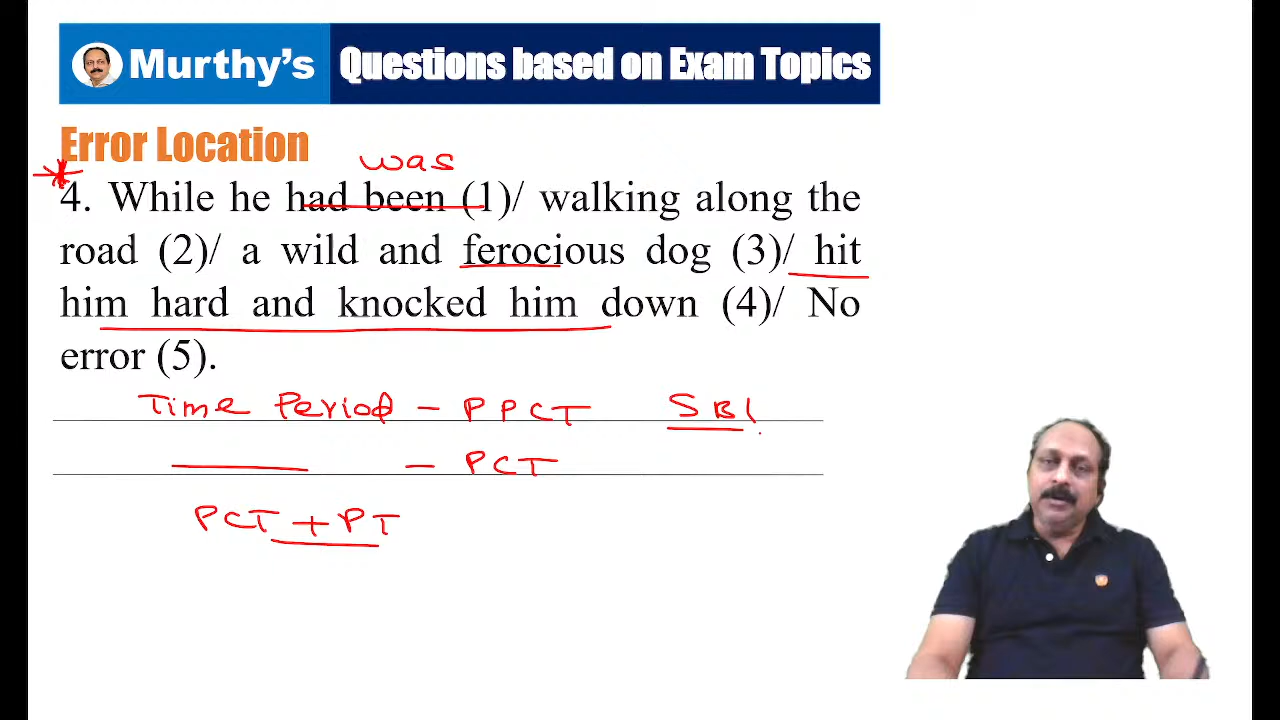 Murthy's Questions based on Exam Topics
Error Location
was
4. While he had been (1)/ walking along the
road (2)/ a wild and ferocious dog (3)/ hit
him hard and knocked him down (4)/ No
error (5).
Time Period – PPCT SBI
– PCT
PCT + PT